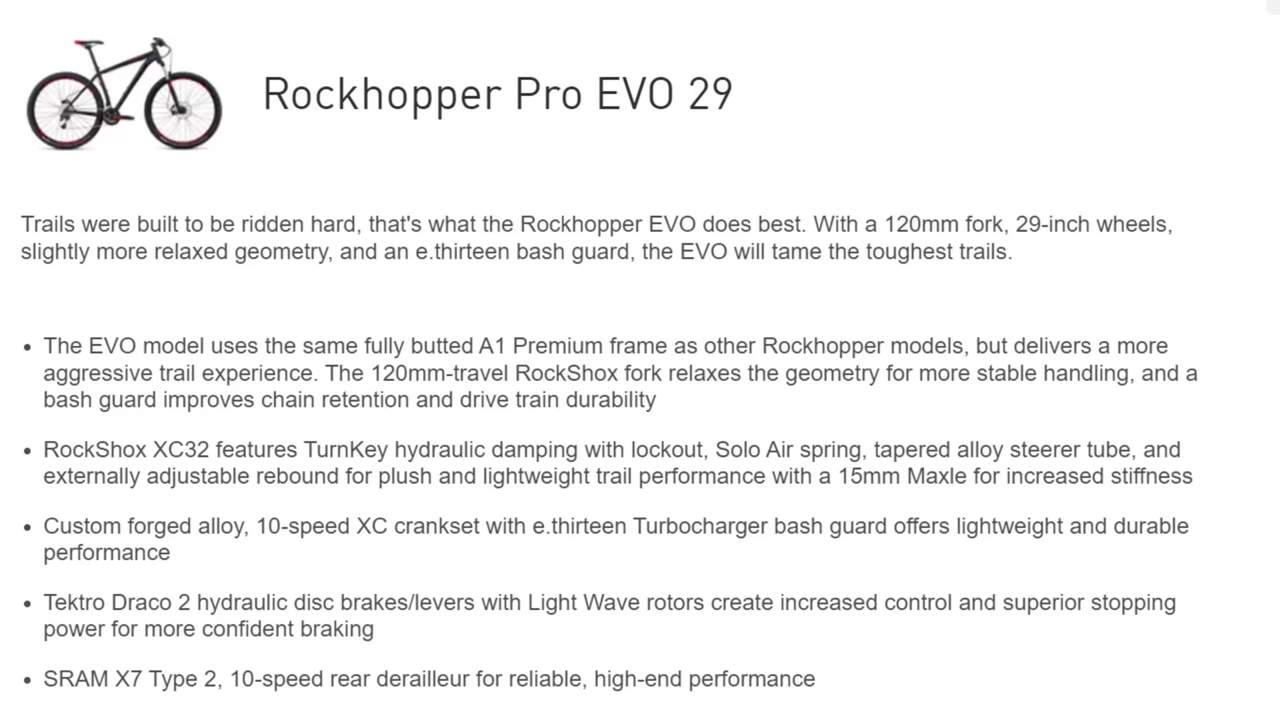 Rockhopper Pro EVO 29
Trails were built to be ridden hard, that's what the Rockhopper EVO does best. With a 120mm fork, 29-inch wheels,
slightly more relaxed geometry, and an e.thirteen bash guard, the EVO will tame the toughest trails.
• The EVO model uses the same fully butted A1 Premium frame as other Rockhopper models, but delivers a more
aggressive trail experience. The 120mm-travel RockShox fork relaxes the geometry for more stable handling, and a
bash guard improves chain retention and drive train durability
• RockShox XC32 features TurnKey hydraulic damping with lockout, Solo Air spring, tapered alloy steerer tube, and
externally adjustable rebound for plush and lightweight trail performance with a 15mm Maxle for increased stiffness
• Custom forged alloy, 10-speed XC crankset with e.thirteen Turbocharger bash guard offers lightweight and durable
performance
• Tektro Draco 2 hydraulic disc brakes/levers with Light Wave rotors create increased control and superior stopping
power for more confident braking
• SRAM X7 Type 2, 10-speed rear derailleur for reliable, high-end performance